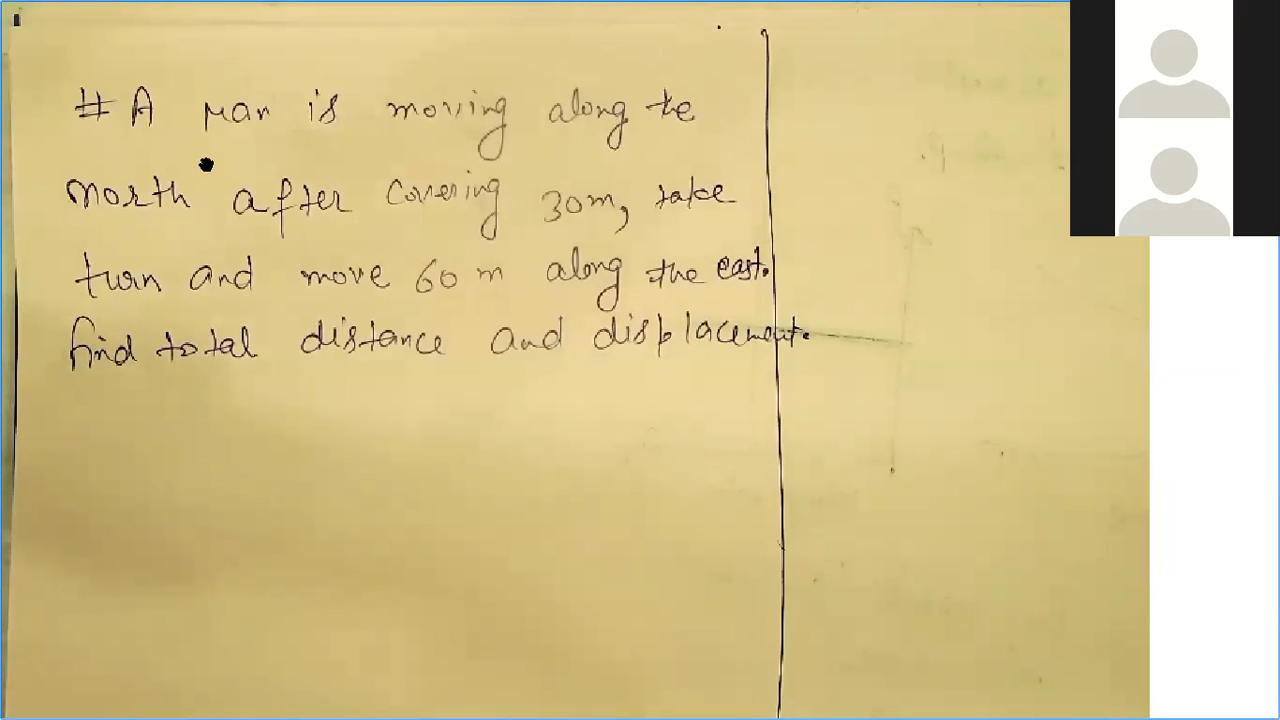 # A man is moving along the
north after covering 30m, take
turn and move 60 m along the east.
find total distance and displacement.